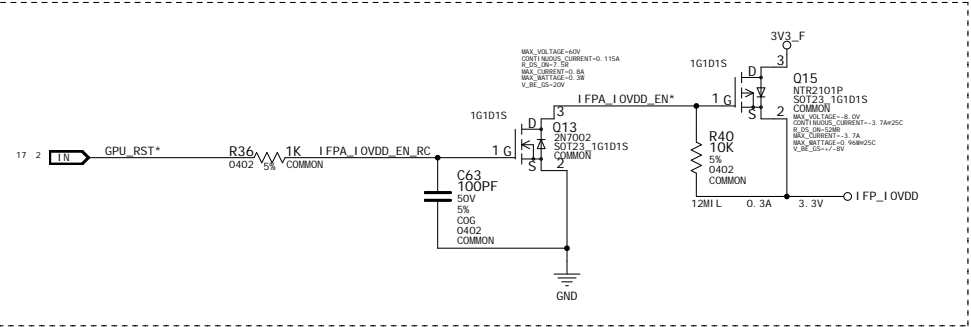 3V3_F
MAX_VOLTAGE=60V
CONTINUOUS_CURRENT=0.115A
R_DS_ON=7.5R
MAX_CURRENT=0.8A
MAX_WATTAGE=0.3W
V_BE_GS=20V
1G1D1S
3
D
Q15
NTR2101P
SOT23_1G1D1S
COMMON
MAX_VOLTAGE=-8.0V
CONTINUOUS_CURRENT=-3.7A#25C
R_DS_ON=52MR
MAX_CURRENT=-3.7A
MAX_WATTAGE=0.96W#25C
V_BE_GS=+/-8V
IFPA_IOVDD_EN*
1 G
S
2
1G1D1S
3
D
Q13
2N7002
SOT23_1G1D1S
COMMON
1 G
S
2
R40
10K
5%
0402
COMMON
17 2
IN
GPU_RST*
R36
1K
0402
5%
COMMON
IFPA_IOVDD_EN_RC
C63
100PF
50V
5%
COG
0402
COMMON
12MIL 0.3A 3.3V
IFP_IOVDD
GND